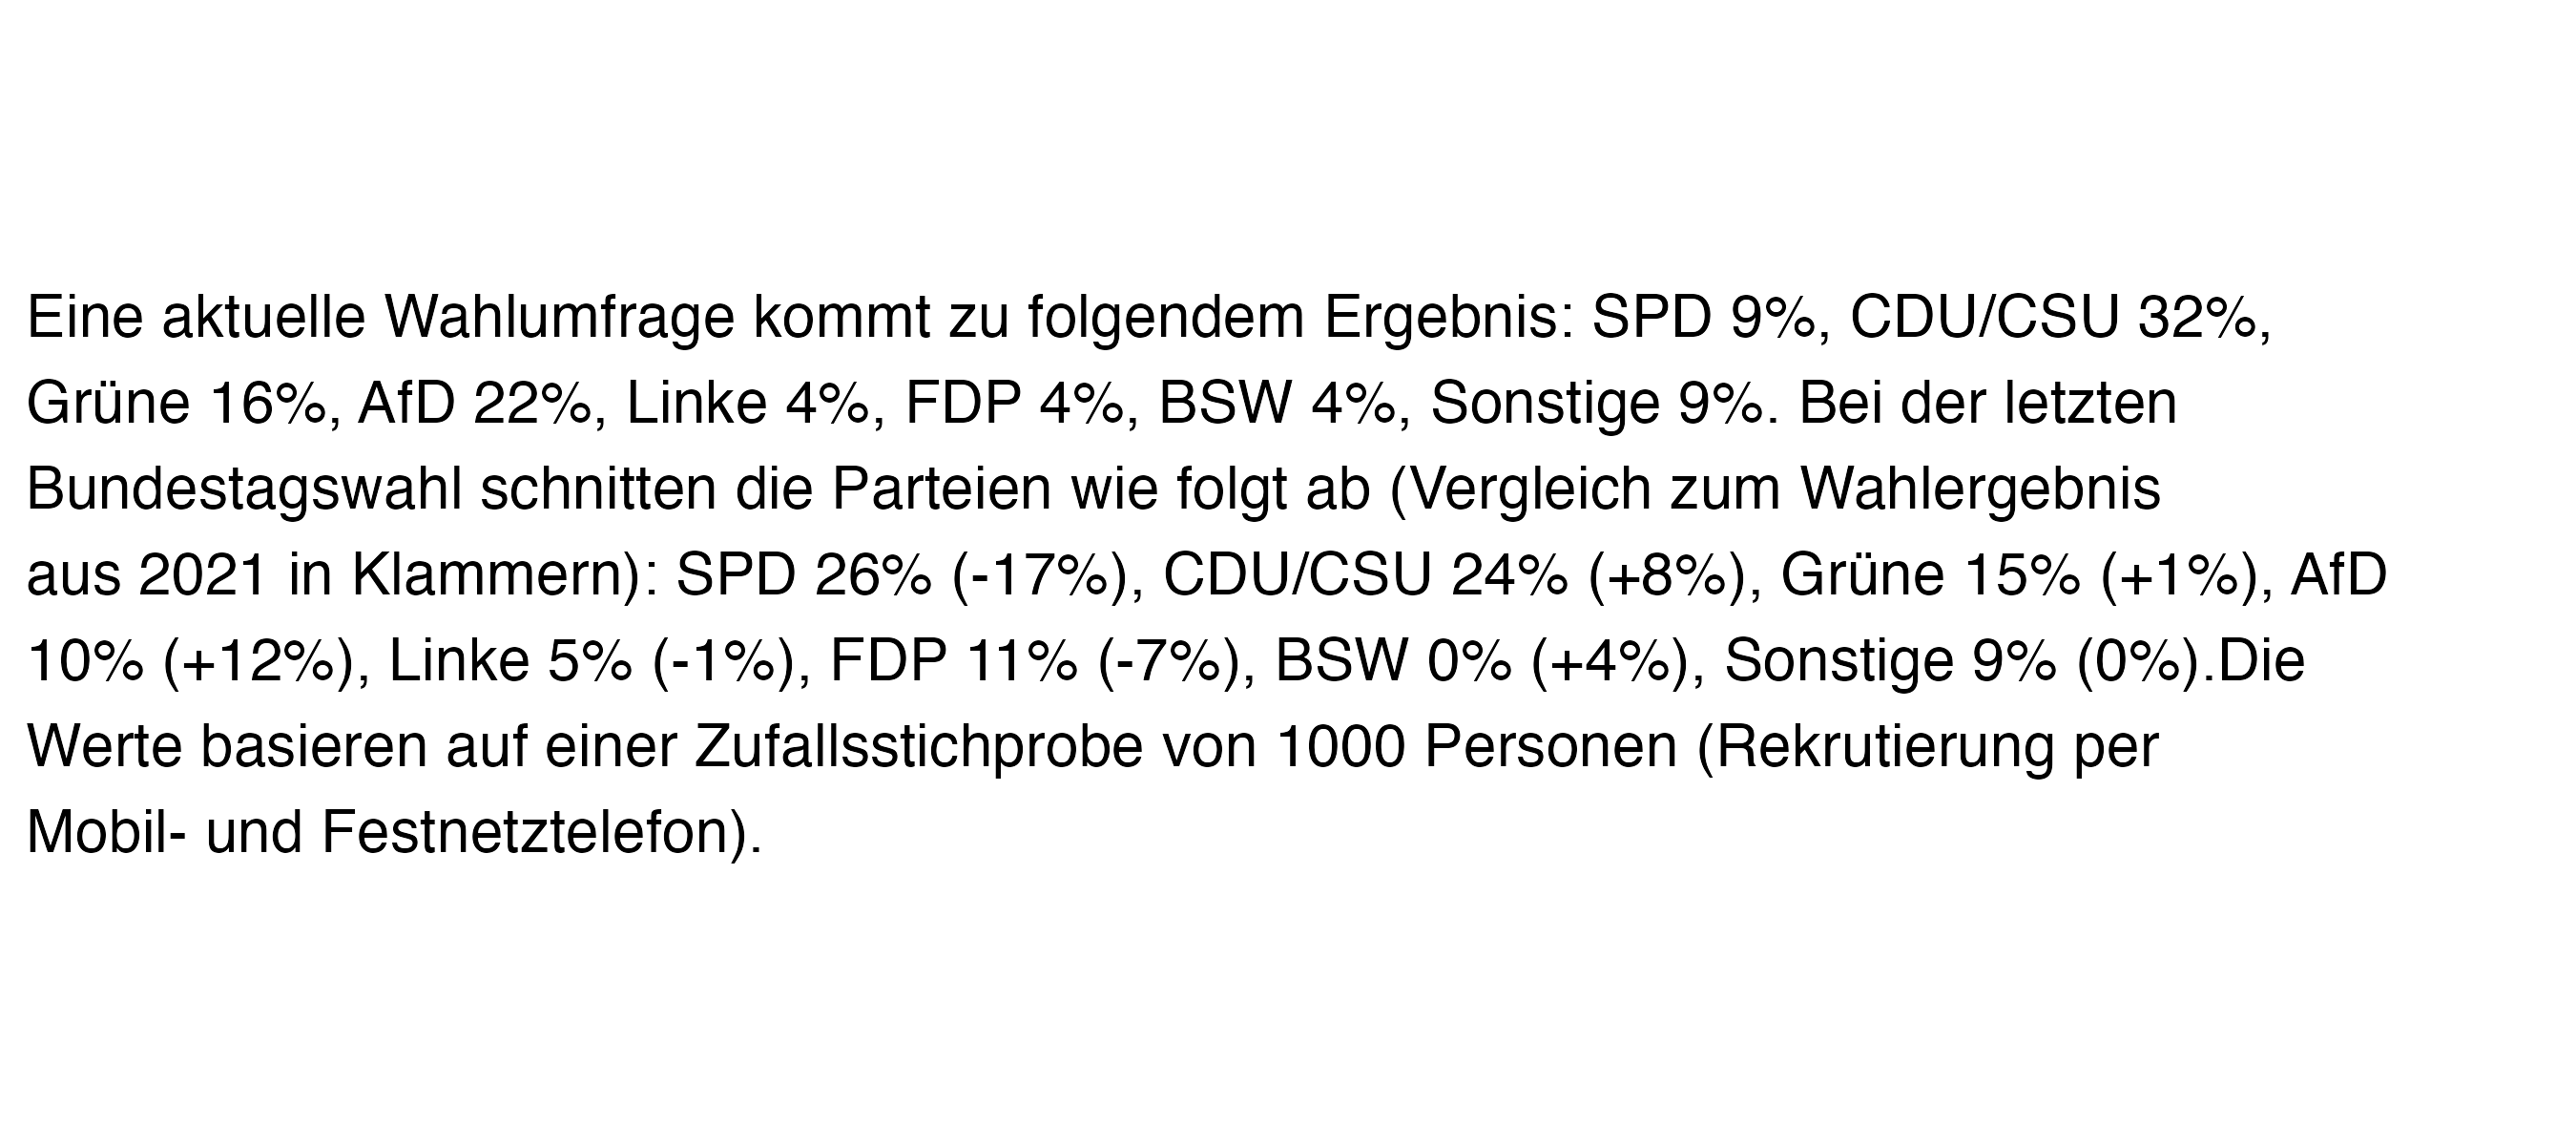 Eine aktuelle Wahlumfrage kommt zu folgendem Ergebnis: SPD 9%, CDU/CSU 32%,
Grüne 16%, AfD 22%, Linke 4%, FDP 4%, BSW 4%, Sonstige 9%. Bei der letzten
Bundestagswahl schnitten die Parteien wie folgt ab (Vergleich zum Wahlergebnis
aus 2021 in Klammern): SPD 26% (-17%), CDU/CSU 24% (+8%), Grüne 15% (+1%), AfD
10% (+12%), Linke 5% (-1%), FDP 11% (-7%), BSW 0% (+4%), Sonstige 9% (0%).Die
Werte basieren auf einer Zufallsstichprobe von 1000 Personen (Rekrutierung per
Mobil- und Festnetztelefon).